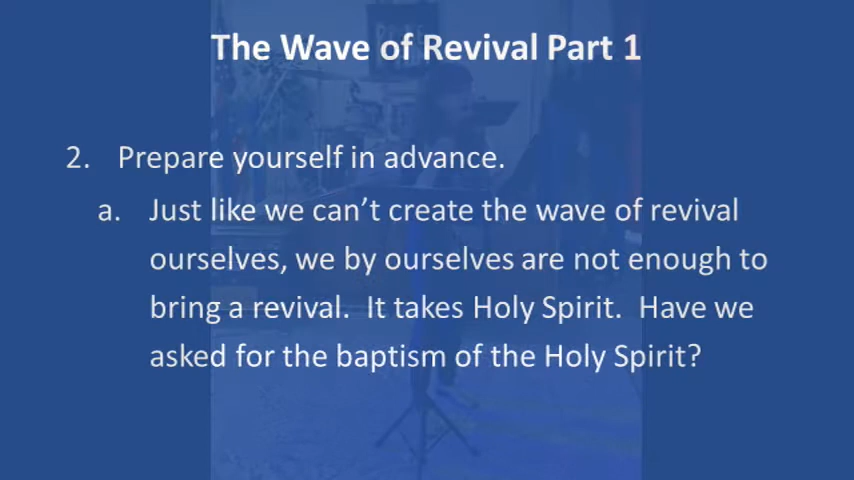 The Wave of Revival Part 1
2. Prepare yourself in advance.
a. Just like we can’t create the wave of revival
ourselves, we by ourselves are not enough to
bring a revival.  It takes Holy Spirit.  Have we
asked for the baptism of the Holy Spirit?